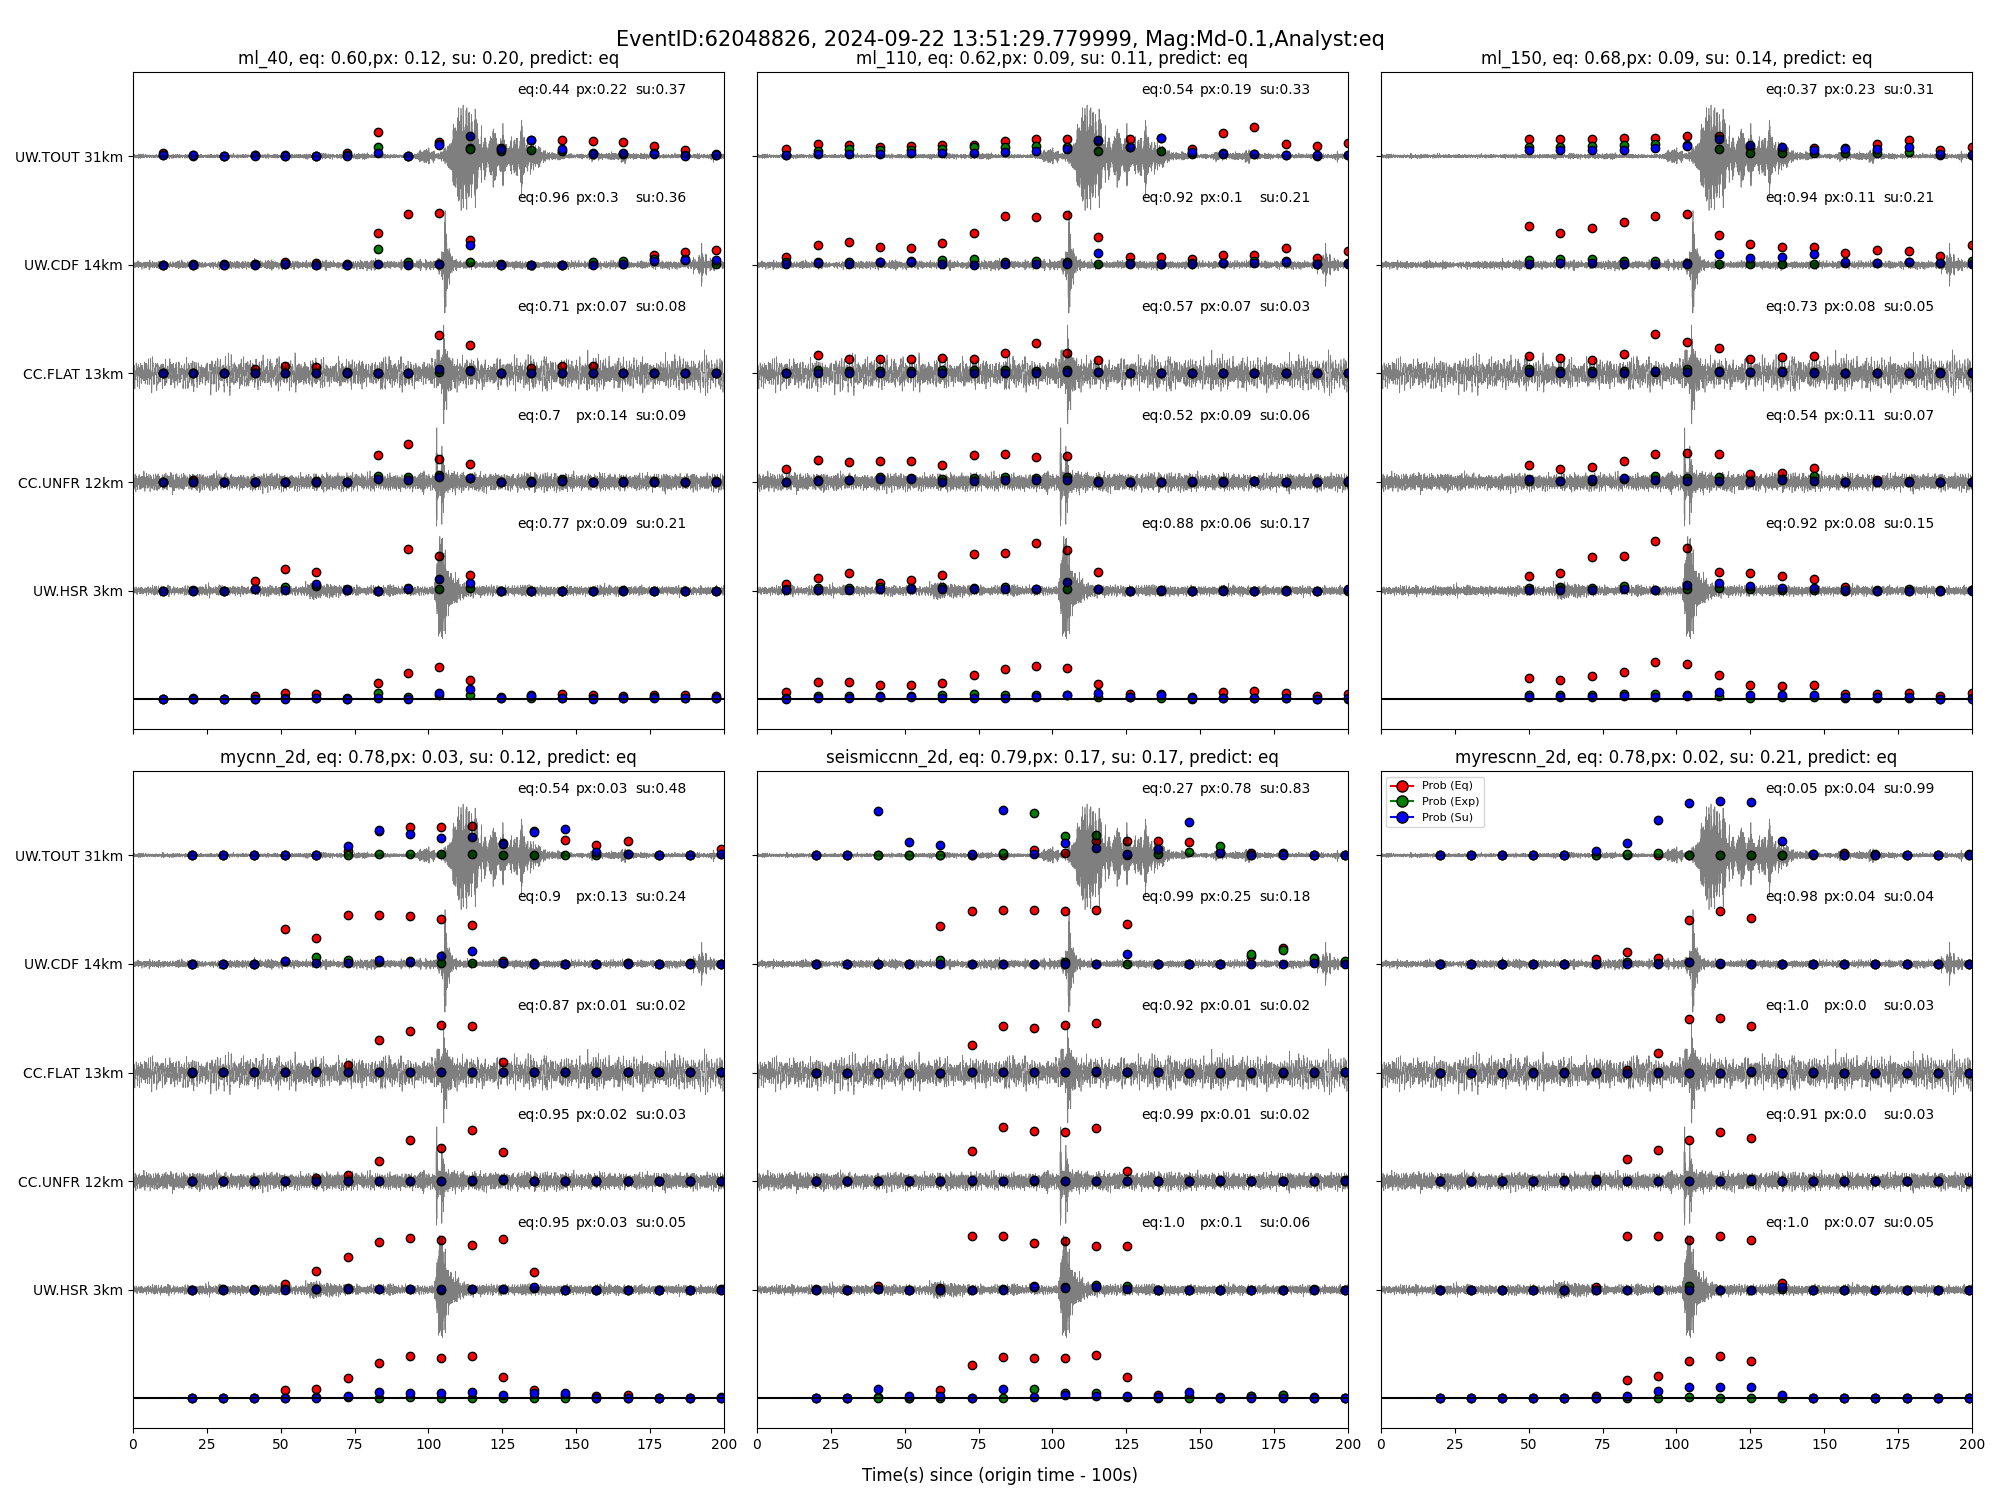 EventID:62048826, 2024-09-22 13:51:29.779999, Mag:Md-0.1,Analyst:eq
ml_40, eq: 0.60,px: 0.12, su: 0.20, predict: eq
eq:0.44 px:0.22 su:0.37
UW.TOUT 31km
eq:0.96 px:0.3 su:0.36
UW.CDF 14km
eq:0.71 px:0.07 su:0.08
CC.FLAT 13km
eq:0.7 px:0.14 su:0.09
CC.UNFR 12km
eq:0.77 px:0.09 su:0.21
UW.HSR 3km
ml_110, eq: 0.62,px: 0.09, su: 0.11, predict: eq
eq:0.54 px:0.19 su:0.33
eq:0.92 px:0.1 su:0.21
eq:0.57 px:0.07 su:0.03
eq:0.52 px:0.09 su:0.06
eq:0.88 px:0.06 su:0.17
ml_150, eq: 0.68,px: 0.09, su: 0.14, predict: eq
eq:0.37 px:0.23 su:0.31
eq:0.94 px:0.11 su:0.21
eq:0.73 px:0.08 su:0.05
eq:0.54 px:0.11 su:0.07
eq:0.92 px:0.08 su:0.15
mycnn_2d, eq: 0.78,px: 0.03, su: 0.12, predict: eq
eq:0.54 px:0.03 su:0.48
UW.TOUT 31km
eq:0.9 px:0.13 su:0.24
UW.CDF 14km
eq:0.87 px:0.01 su:0.02
CC.FLAT 13km
eq:0.95 px:0.02 su:0.03
CC.UNFR 12km
eq:0.95 px:0.03 su:0.05
UW.HSR 3km
0 25 50 75 100 125 150 175 200
seismiccnn_2d, eq: 0.79,px: 0.17, su: 0.17, predict: eq
eq:0.27 px:0.78 su:0.83
eq:0.99 px:0.25 su:0.18
eq:0.92 px:0.01 su:0.02
eq:0.99 px:0.01 su:0.02
eq:1.0 px:0.1 su:0.06
0 25 50 75 100 125 150 175 200
myrescnn_2d, eq: 0.78,px: 0.02, su: 0.21, predict: eq
Prob (Eq)
Prob (Exp)
Prob (Su)
eq:0.05 px:0.04 su:0.99
eq:0.98 px:0.04 su:0.04
eq:1.0 px:0.0 su:0.03
eq:0.91 px:0.0 su:0.03
eq:1.0 px:0.07 su:0.05
0 25 50 75 100 125 150 175 200
Time(s) since (origin time - 100s)